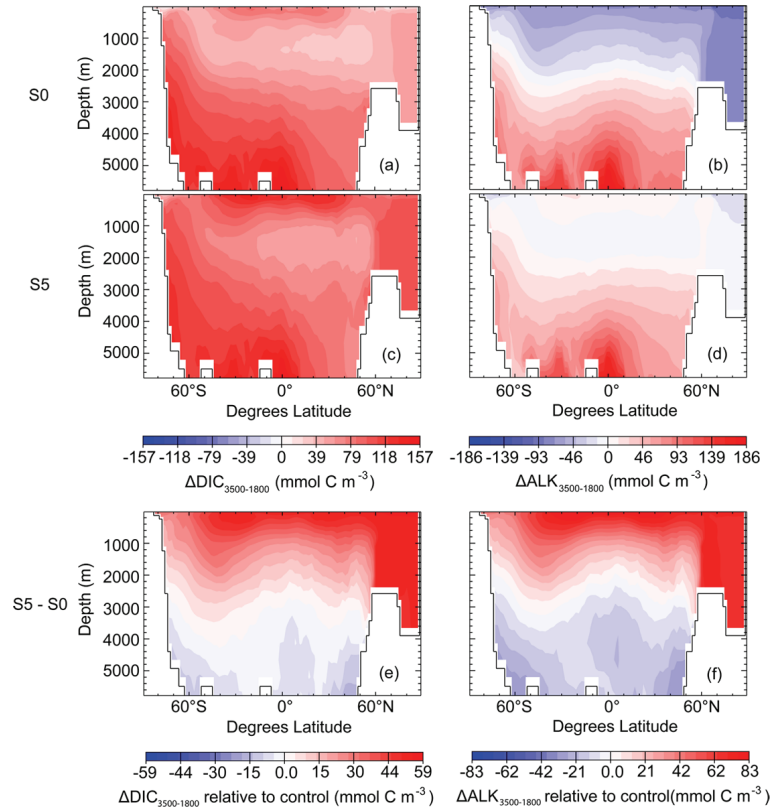 S0
Depth (m)
1000
2000
3000
4000
5000
(a)
(b)
S5
Depth (m)
1000
2000
3000
4000
5000
(c)
(d)
60°S 0° 60°N
60°S 0° 60°N
Degrees Latitude
Degrees Latitude
-157 -118 -79 -39 0 39 79 118 157
-186 -139 -93 -46 0 46 93 139 186
ΔDIC3500-1800 (mmol C m-3)
ΔALK3500-1800 (mmol C m-3)
S5 - S0
Depth (m)
1000
2000
3000
4000
5000
(e)
(f)
60°S 0° 60°N
60°S 0° 60°N
Degrees Latitude
Degrees Latitude
-59 -44 -30 -15 0.0 15 30 44 59
-83 -62 -42 -21 0.0 21 42 62 83
ΔDIC3500-1800 relative to control (mmol C m-3)
ΔALK3500-1800 relative to control(mmol C m-3)